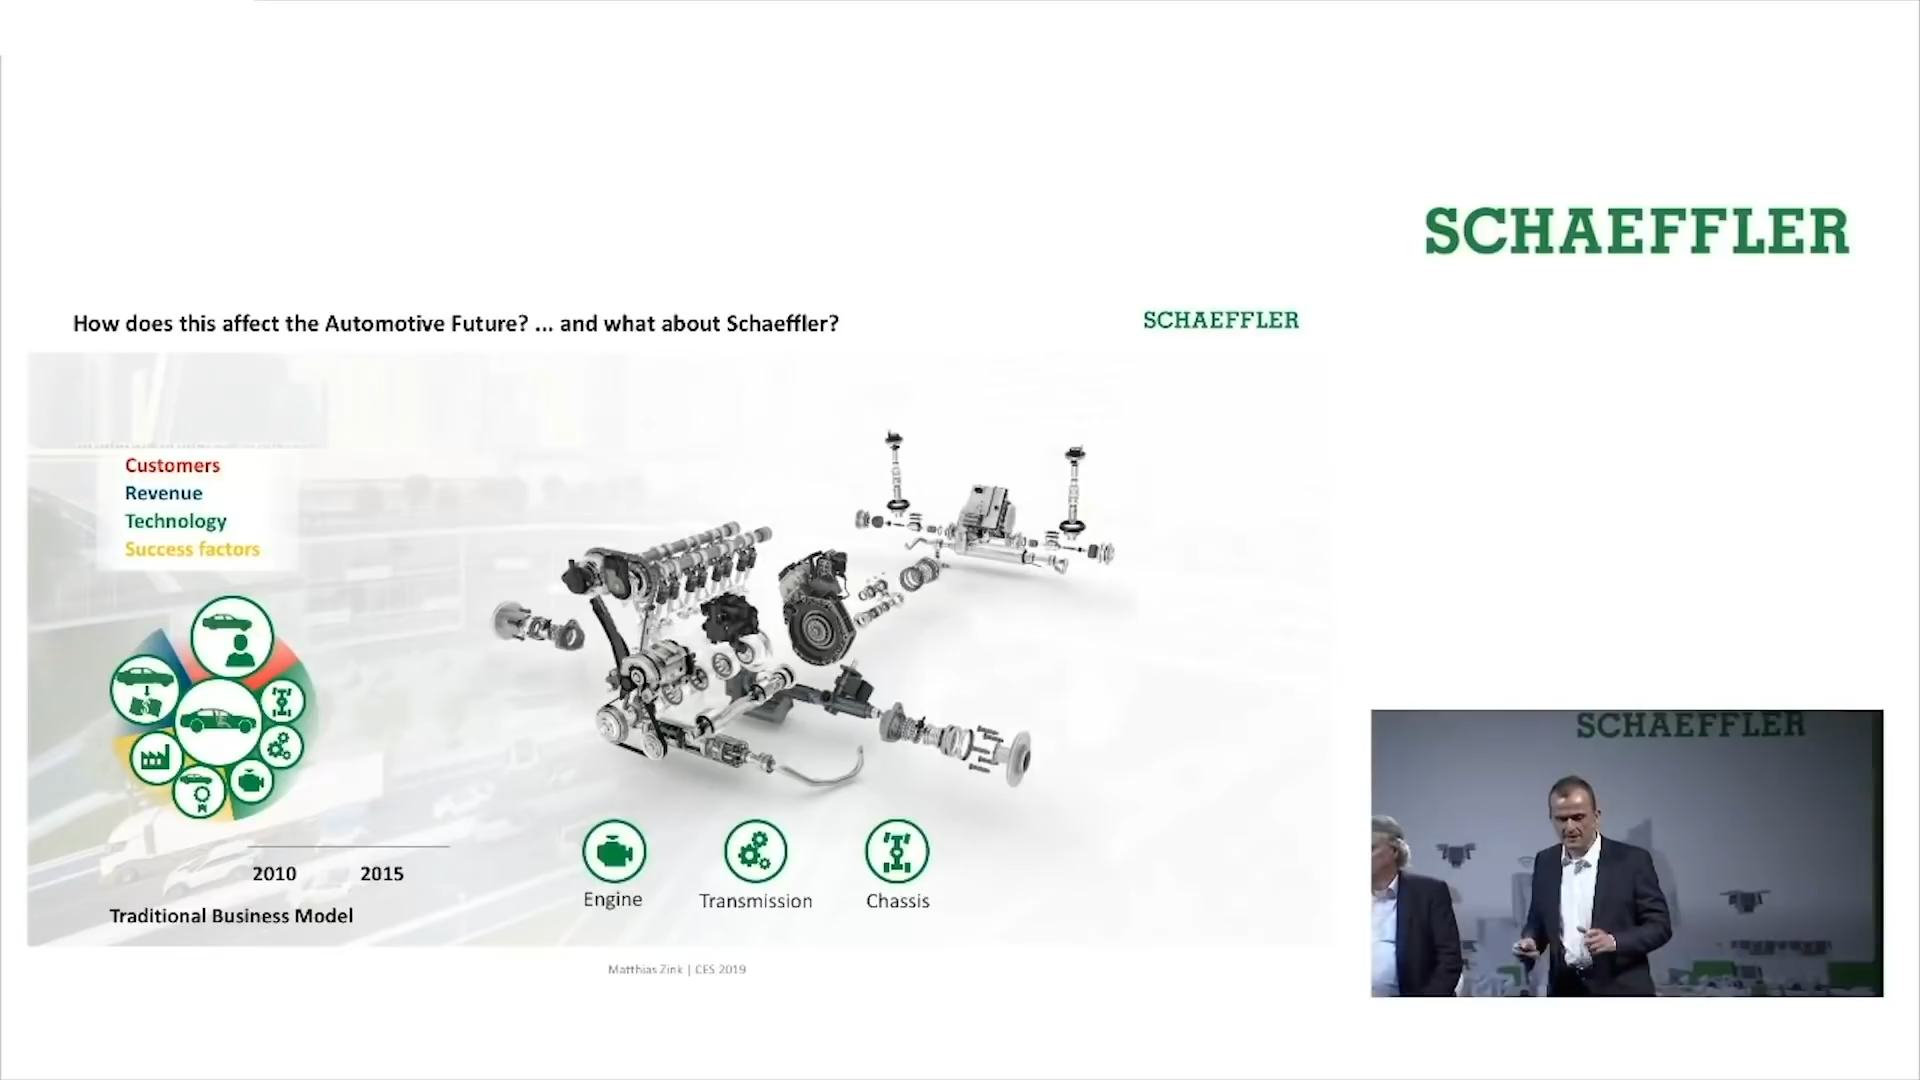 SCHAEFFLER
How does this affect the Automotive Future? ... and what about Schaeffler?
SCHAEFFLER
Customers
Revenue
Technology
Success factors
2010 2015
Traditional Business Model
Engine
Transmission
Chassis
Matthias Zink | CES 2019
SCHAEFFLER